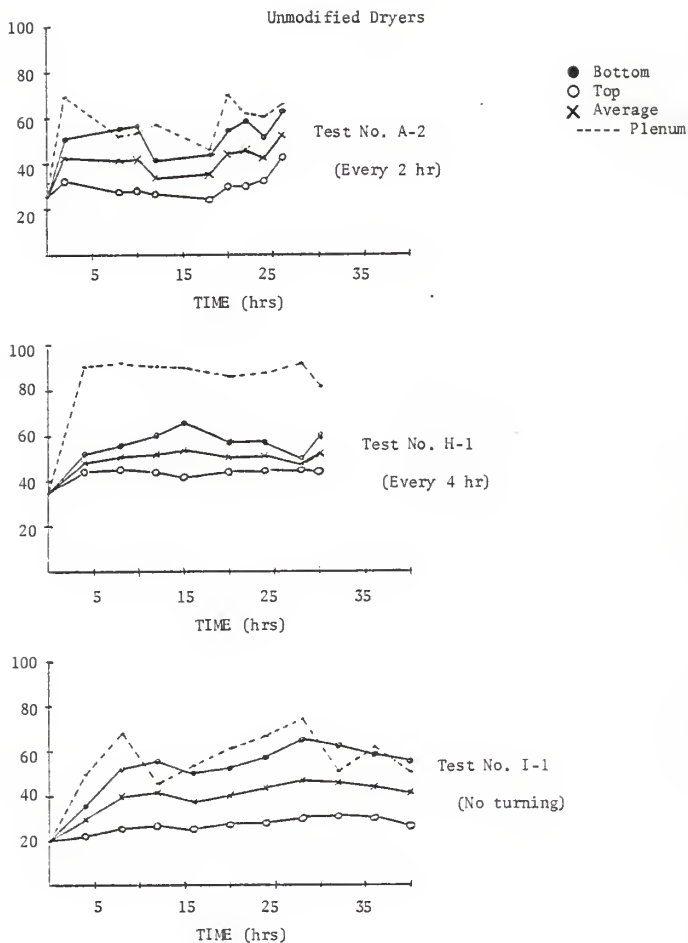 Unmodified Dryers
Bottom
Top
Average
Plenum
100
80
60
40
20
Test No. A-2
(Every 2 hr)
5 15 25 35
TIME (hrs)
100
80
60
40
20
Test No. H-1
(Every 4 hr)
5 15 25 35
TIME (hrs)
100
80
60
40
20
Test No. I-1
(No turning)
5 15 25 35
TIME (hrs)